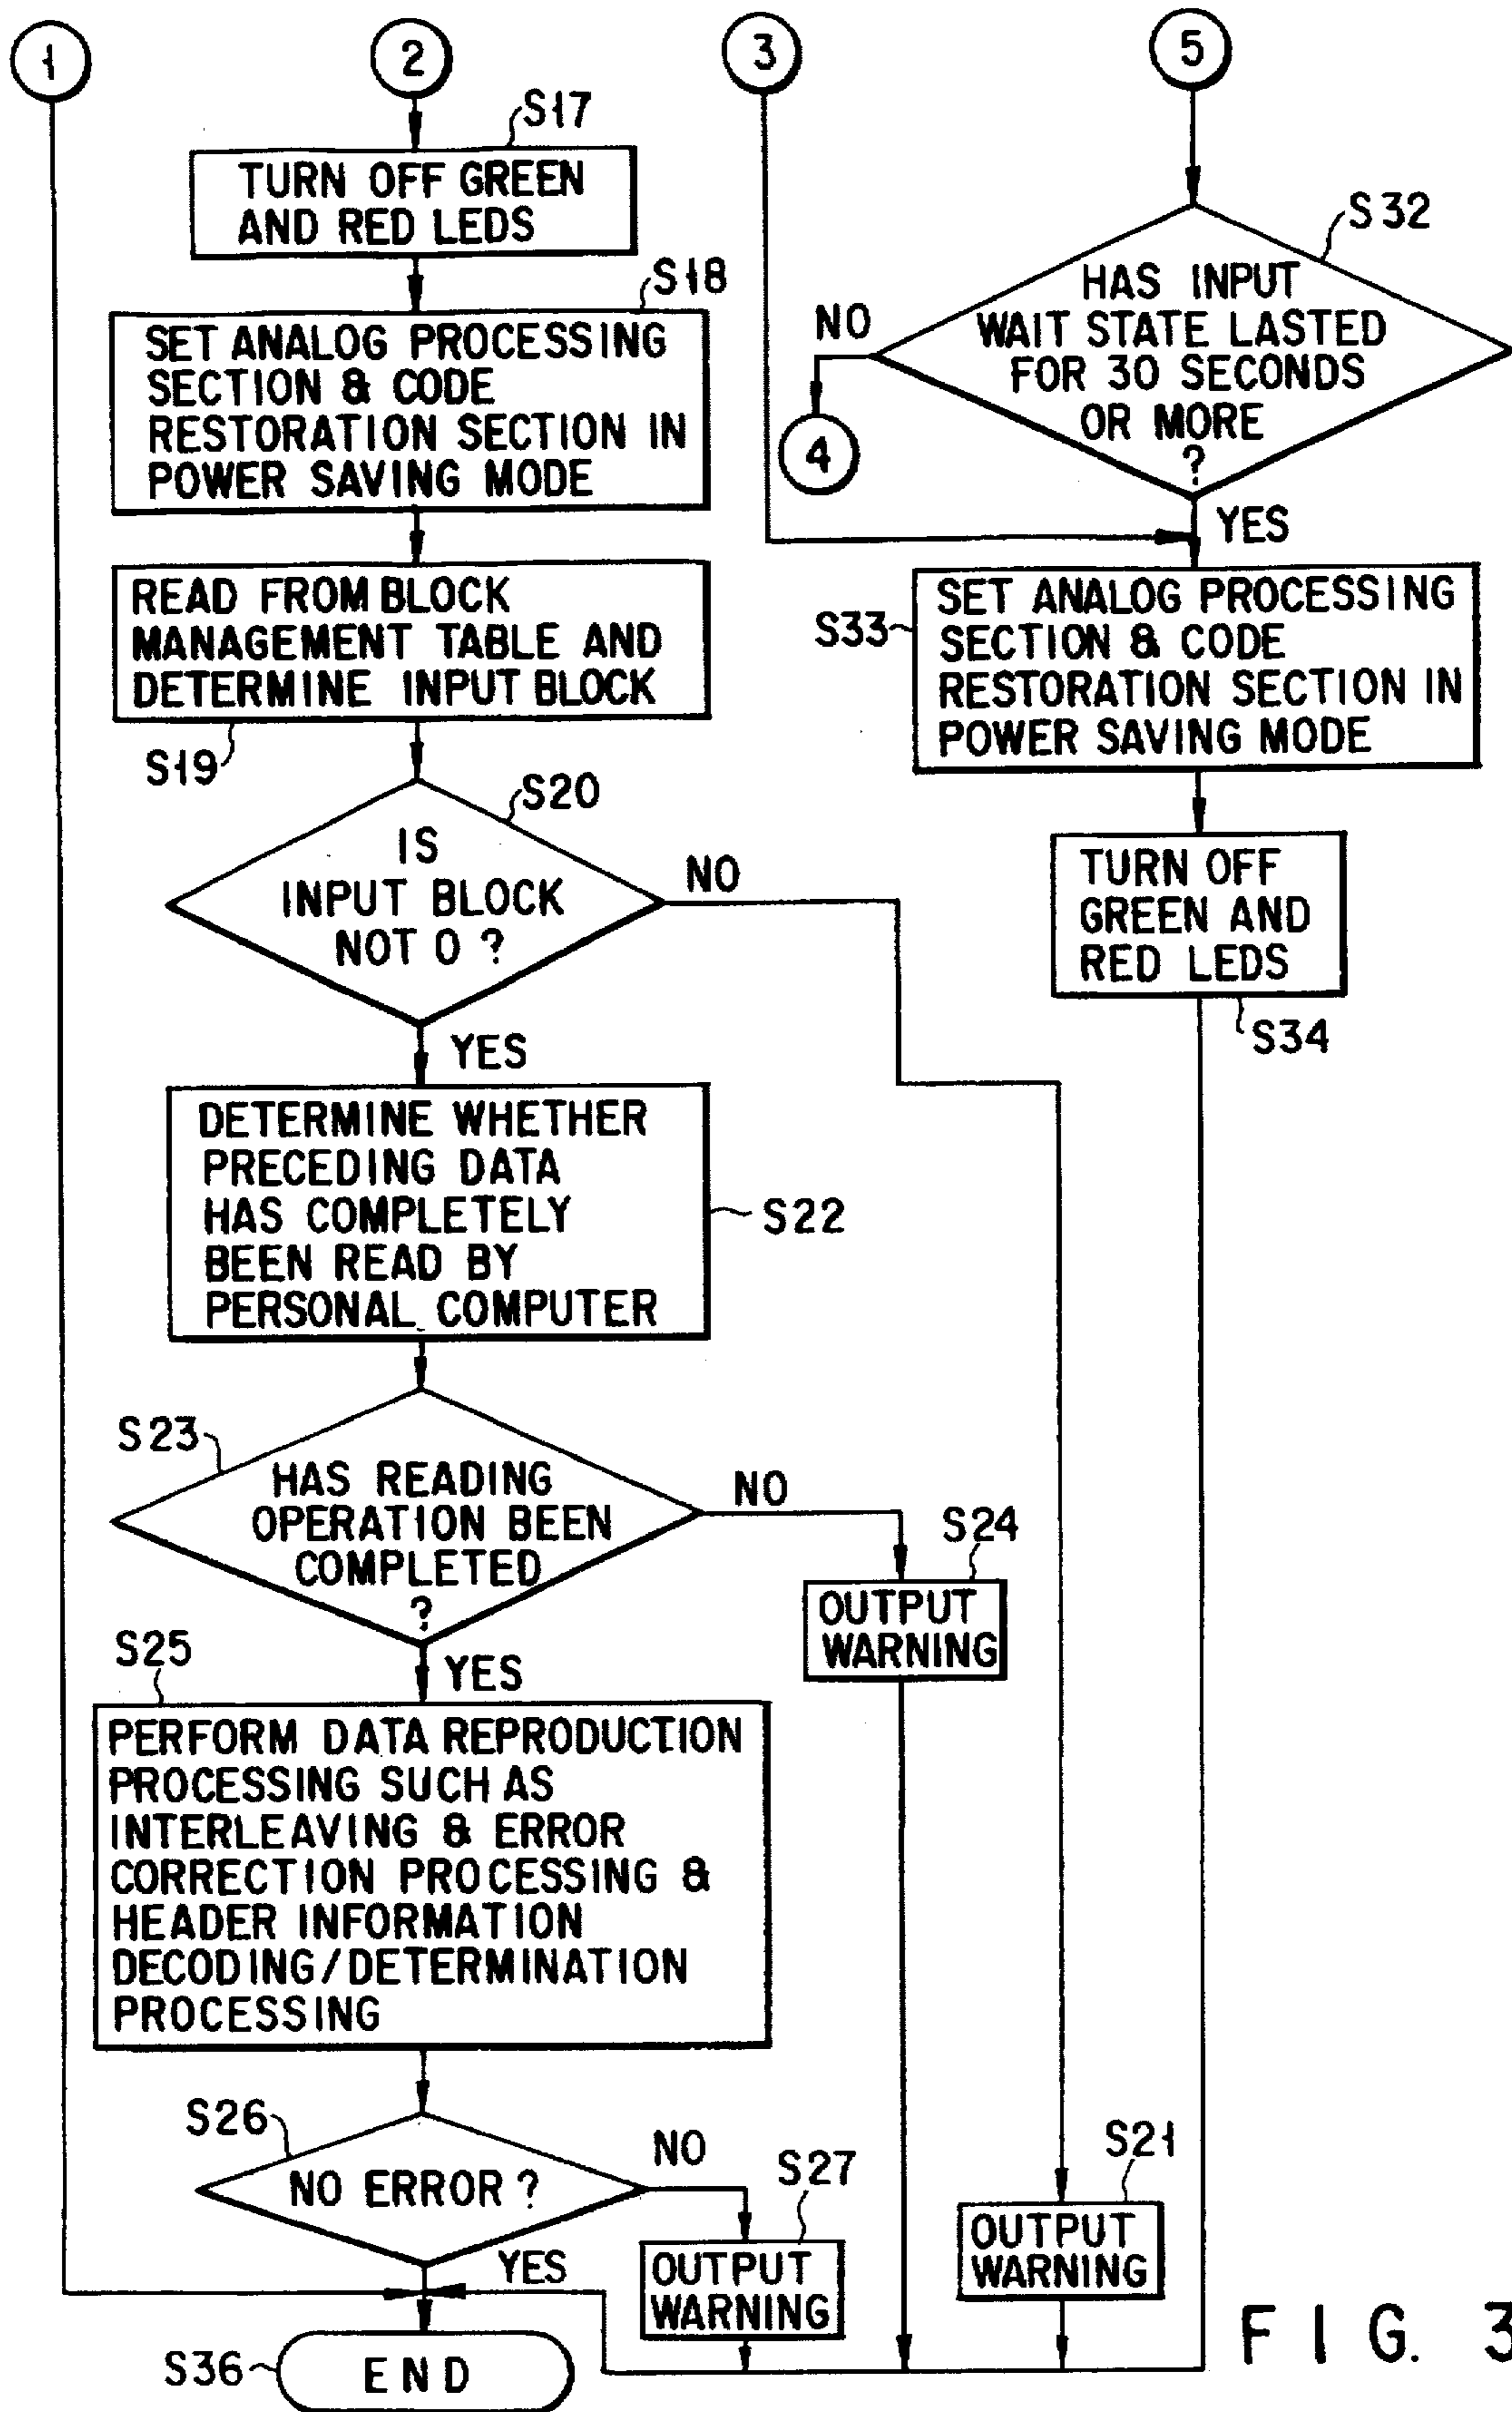 1
2
3
5
S17
TURN OFF GREEN
AND RED LEDS
S18
SET ANALOG PROCESSING
SECTION & CODE
RESTORATION SECTION IN
POWER SAVING MODE
READ FROM BLOCK
MANAGEMENT TABLE AND
DETERMINE INPUT BLOCK
S19
S20
IS
INPUT BLOCK
NOT 0 ?
NO
YES
DETERMINE WHETHER
PRECEDING DATA
HAS COMPLETELY
BEEN READ BY
PERSONAL COMPUTER
S22
S23
HAS READING
OPERATION BEEN
COMPLETED
?
NO
S24
OUTPUT
WARNING
YES
S25
PERFORM DATA REPRODUCTION
PROCESSING SUCH AS
INTERLEAVING & ERROR
CORRECTION PROCESSING &
HEADER INFORMATION
DECODING/DETERMINATION
PROCESSING
S26
NO ERROR ?
NO
S27
OUTPUT
WARNING
YES
S36
END
S32
HAS INPUT
WAIT STATE LASTED
FOR 30 SECONDS
OR MORE
?
NO
4
YES
S33
SET ANALOG PROCESSING
SECTION & CODE
RESTORATION SECTION IN
POWER SAVING MODE
TURN OFF
GREEN AND
RED LEDS
S34
S21
OUTPUT
WARNING
FIG. 3